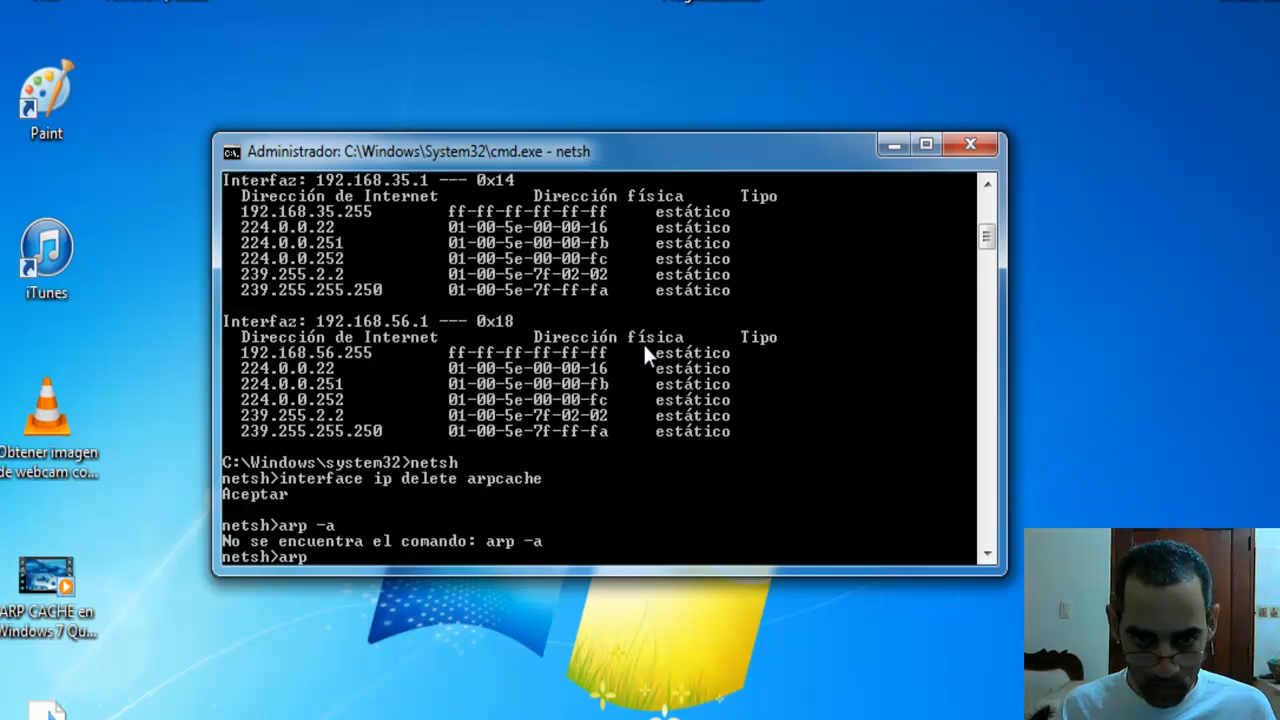 Paint
iTunes
Obtener imagen
de webcam co...
ARP CACHE en
Windows 7 Qu...
Administrador: C:\Windows\System32\cmd.exe - netsh
Interfaz: 192.168.35.1 --- 0x14
Dirección de Internet Dirección física Tipo
192.168.35.255 ff-ff-ff-ff-ff-ff estático
224.0.0.22 01-00-5e-00-00-16 estático
224.0.0.251 01-00-5e-00-00-fb estático
224.0.0.252 01-00-5e-00-00-fc estático
239.255.2.2 01-00-5e-7f-02-02 estático
239.255.255.250 01-00-5e-7f-ff-fa estático
Interfaz: 192.168.56.1 --- 0x18
Dirección de Internet Dirección física Tipo
192.168.56.255 ff-ff-ff-ff-ff-ff estático
224.0.0.22 01-00-5e-00-00-16 estático
224.0.0.251 01-00-5e-00-00-fb estático
224.0.0.252 01-00-5e-00-00-fc estático
239.255.2.2 01-00-5e-7f-02-02 estático
239.255.255.250 01-00-5e-7f-ff-fa estático
C:\Windows\system32>netsh
netsh>interface ip delete arpcache
Aceptar
netsh>arp -a
No se encuentra el comando: arp -a
netsh>arp